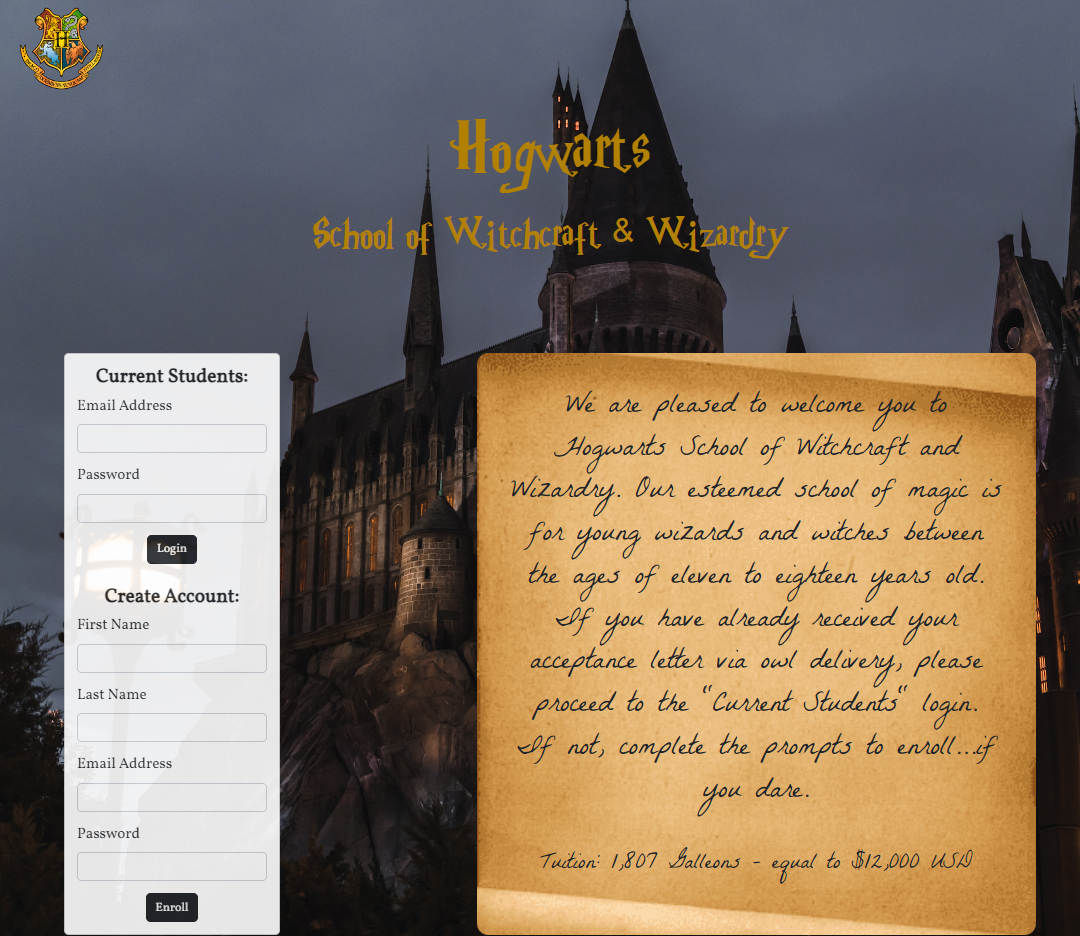 Hogwarts
School of Witchcraft & Wizardry
Current Students:
Email Address
Password
Login
Create Account:
First Name
Last Name
Email Address
Password
Enroll
We are pleased to welcome you to
Hogwarts School of Witchcraft and
Wizardry. Our esteemed school of magic is
for young wizards and witches between
the ages of eleven to eighteen years old.
If you have already received your
acceptance letter via owl delivery, please
proceed to the "Current Students" login.
If not, complete the prompts to enroll...if
you dare.
Tuition: 1,807 Galleons - equal to $12,000 USD